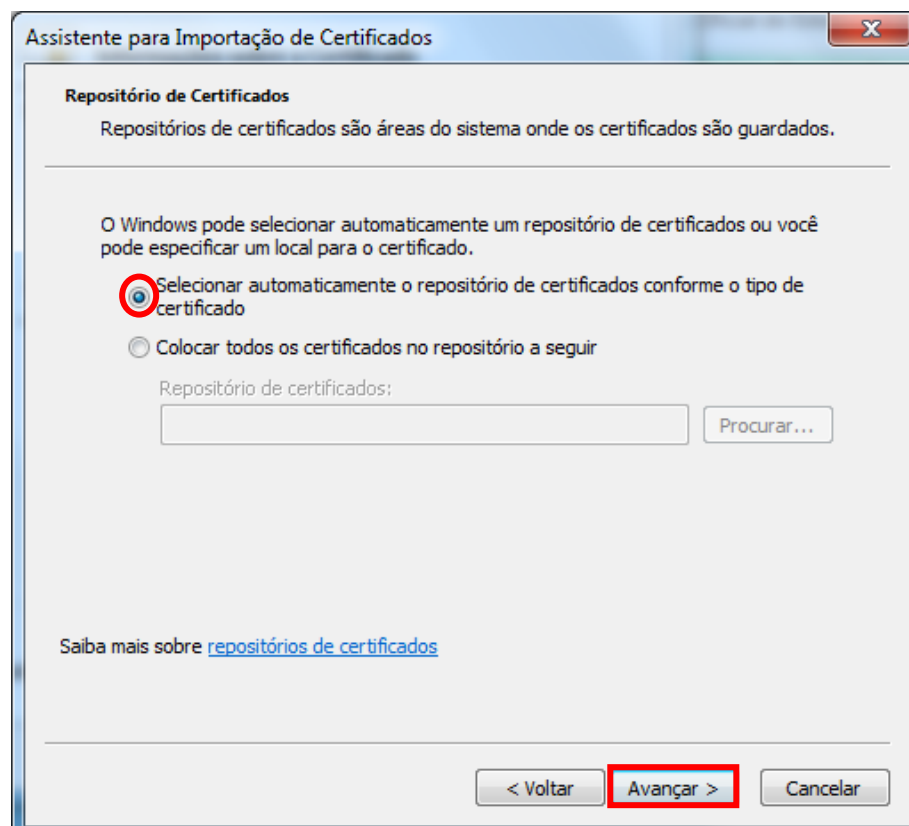 Assistente para Importação de Certificados
Repositório de Certificados
Repositórios de certificados são áreas do sistema onde os certificados são guardados.
O Windows pode selecionar automaticamente um repositório de certificados ou você
pode especificar um local para o certificado.
Selecionar automaticamente o repositório de certificados conforme o tipo de
certificado
Colocar todos os certificados no repositório a seguir
Repositório de certificados:
Procurar...
Saiba mais sobre repositórios de certificados
< Voltar
Avançar >
Cancelar